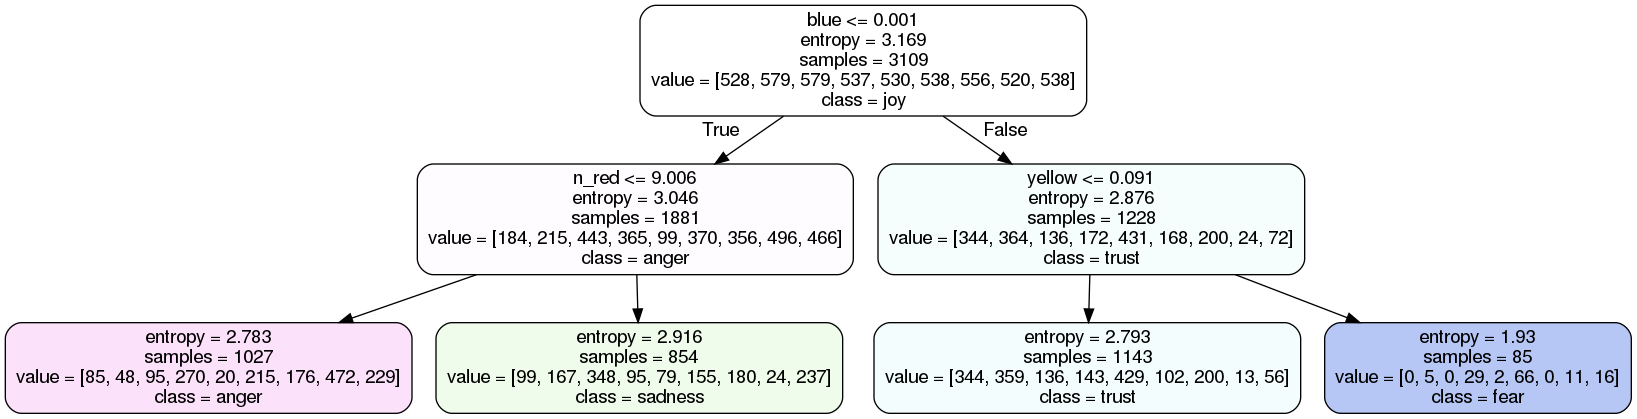 blue <= 0.001
entropy = 3.169
samples = 3109
value = [528, 579, 579, 537, 530, 538, 556, 520, 538]
class = joy
True
False
n_red <= 9.006
entropy = 3.046
samples = 1881
value = [184, 215, 443, 365, 99, 370, 356, 496, 466]
class = anger
yellow <= 0.091
entropy = 2.876
samples = 1228
value = [344, 364, 136, 172, 431, 168, 200, 24, 72]
class = trust
entropy = 2.783
samples = 1027
value = [85, 48, 95, 270, 20, 215, 176, 472, 229]
class = anger
entropy = 2.916
samples = 854
value = [99, 167, 348, 95, 79, 155, 180, 24, 237]
class = sadness
entropy = 2.793
samples = 1143
value = [344, 359, 136, 143, 429, 102, 200, 13, 56]
class = trust
entropy = 1.93
samples = 85
value = [0, 5, 0, 29, 2, 66, 0, 11, 16]
class = fear